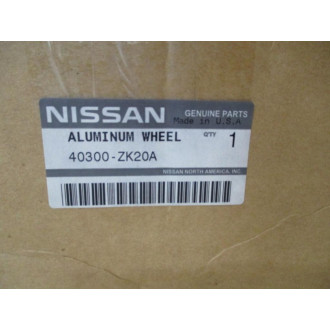 NISSAN GENUINE PARTS
Made in U.S.A
ALUMINUM WHEEL QTY 1
40300-ZK20A
NISSAN NORTH AMERICA, INC.